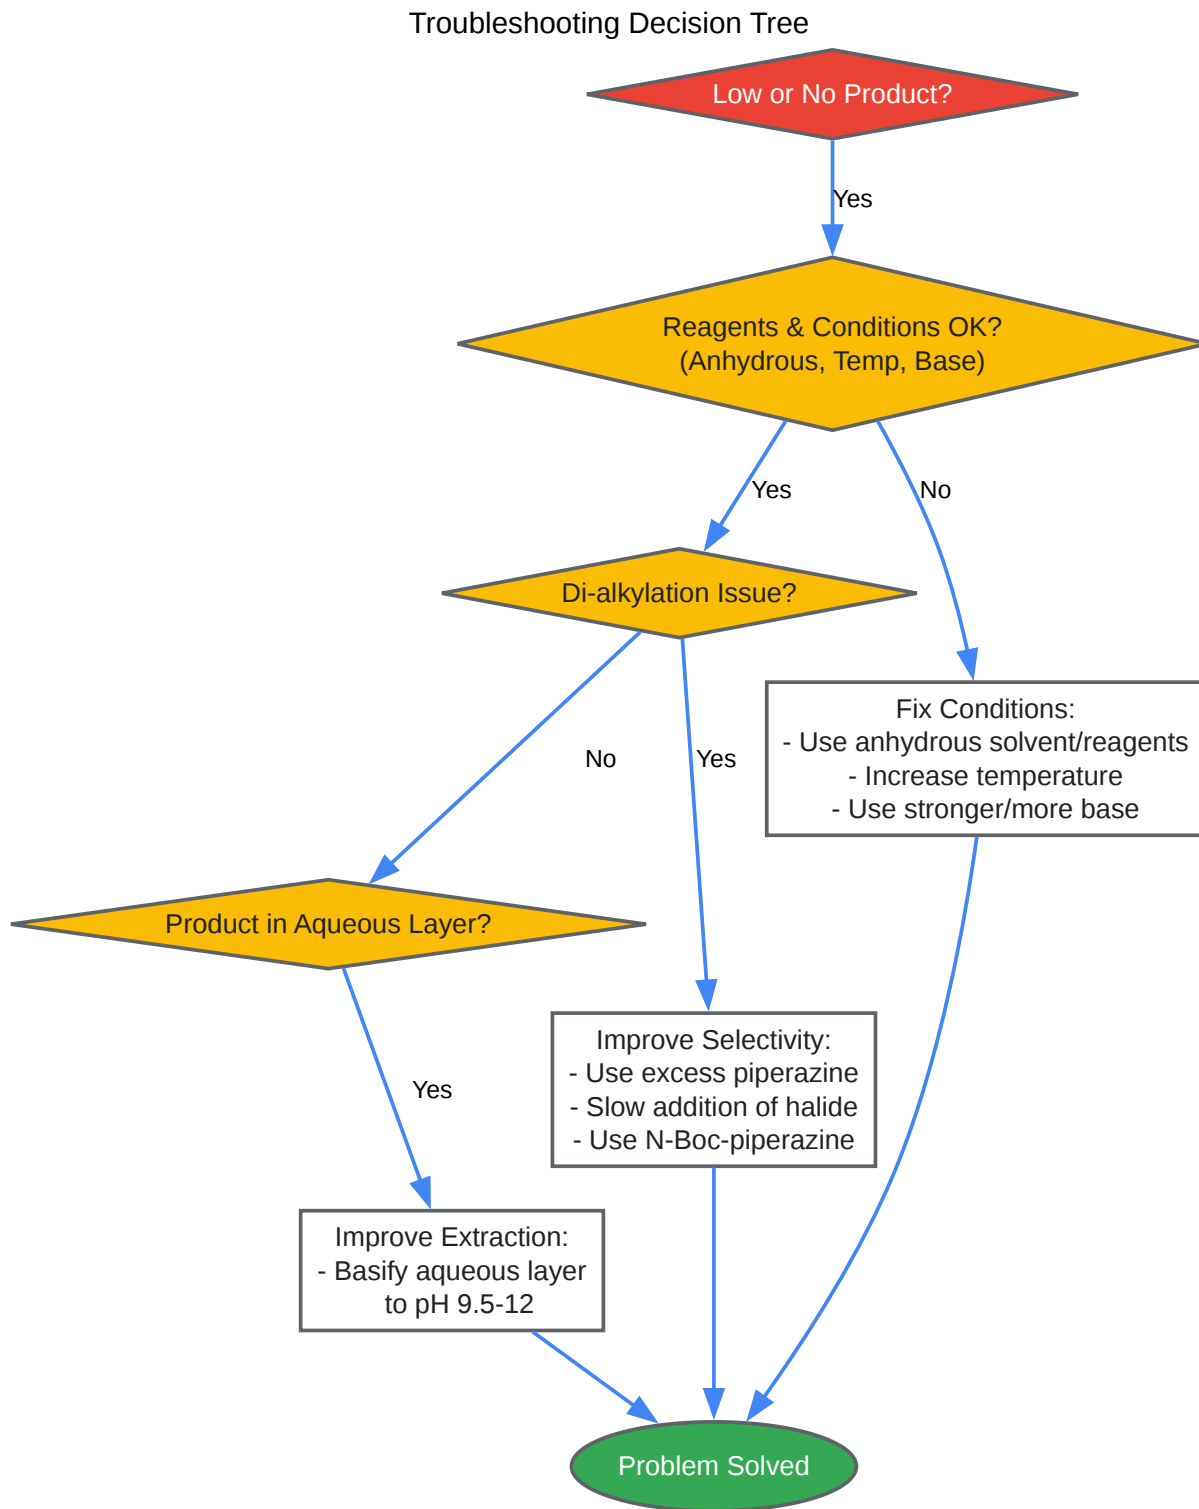 Troubleshooting Decision Tree
Low or No Product?
Yes
Reagents & Conditions OK?
(Anhydrous, Temp, Base)
Yes
No
Di-alkylation Issue?
Fix Conditions:
- Use anhydrous solvent/reagents
- Increase temperature
- Use stronger/more base
No
Yes
Product in Aqueous Layer?
Improve Selectivity:
- Use excess piperazine
- Slow addition of halide
- Use N-Boc-piperazine
Yes
Improve Extraction:
- Basify aqueous layer
to pH 9.5-12
Problem Solved